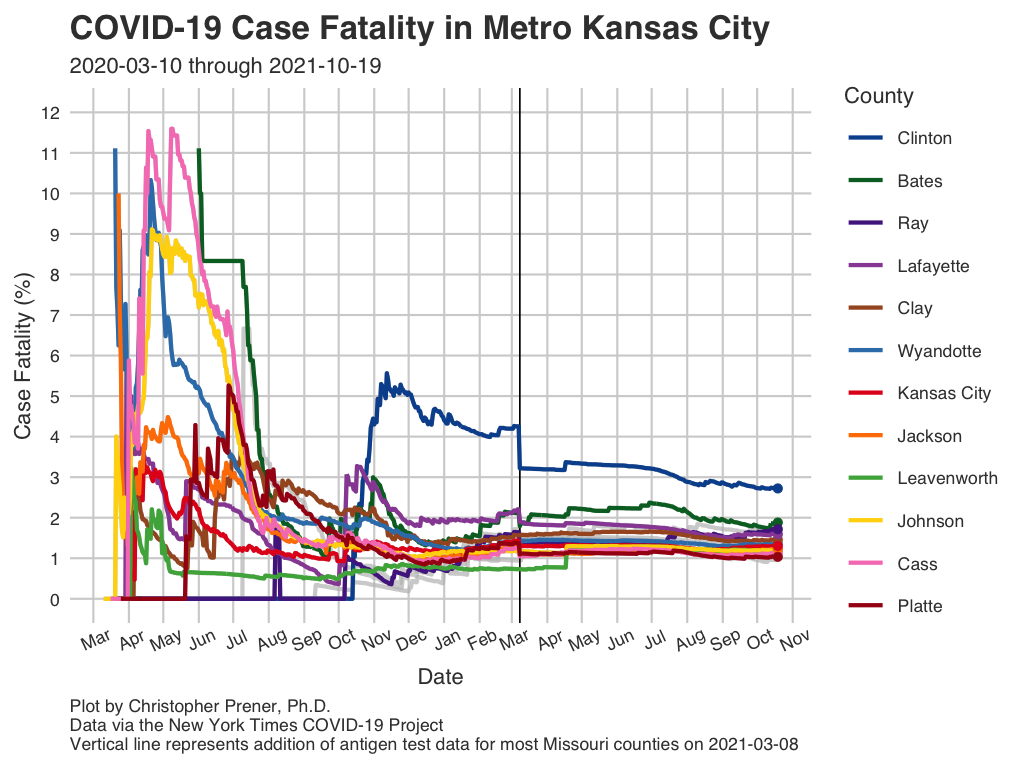 COVID-19 Case Fatality in Metro Kansas City
2020-03-10 through 2021-10-19
County
Clinton
Bates
Ray
Lafayette
Clay
Wyandotte
Kansas City
Jackson
Leavenworth
Johnson
Cass
Platte
Case Fatality (%)
12
11
10
9
8
7
6
5
4
3
2
1
0
Mar Apr May Jun Jul Aug Sep Oct Nov Dec Jan Feb Mar Apr May Jun Jul Aug Sep Oct Nov
Date
Plot by Christopher Prener, Ph.D.
Data via the New York Times COVID-19 Project
Vertical line represents addition of antigen test data for most Missouri counties on 2021-03-08